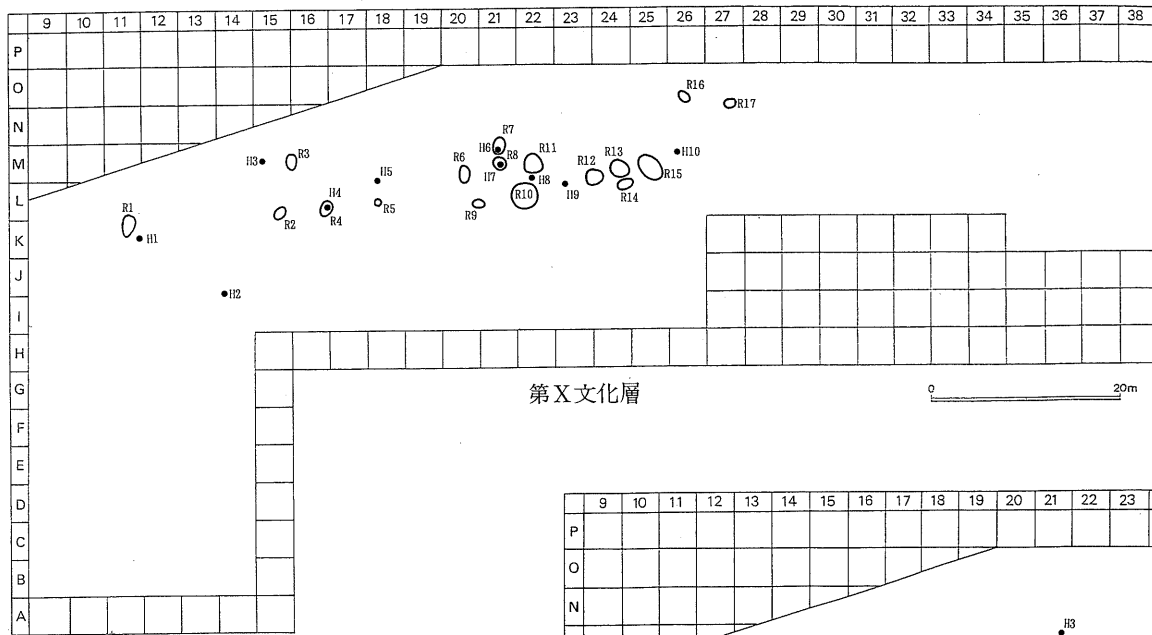 9 10 11 12 13 14 15 16 17 18 19 20 21 22 23 24 25 26 27 28 29 30 31 32 33 34 35 36 37 38
P
O
N
M
L
K
J
I
H
G
F
E
D
C
B
A
R16
R17
R7
H6
R11
R13
H10
H3
R3
R6
R8
R12
H5
H7
H8
R15
H9
R14
R10
H4
R1
R2
R4
R5
R9
H1
H2
第X文化層
0 20m
9 10 11 12 13 14 15 16 17 18 19 20 21 22 23
P
O
N
H3